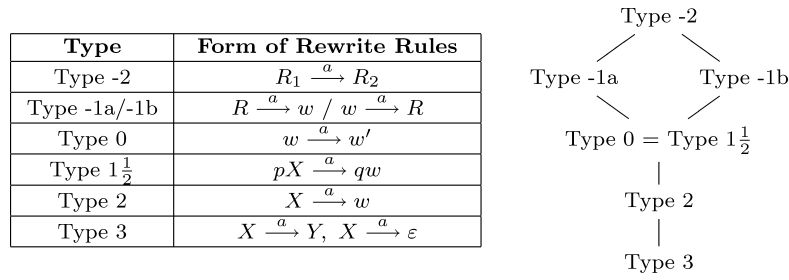 Type Form of Rewrite Rules
Type -2 R₁ —a→ R₂
Type -1a/-1b R —a→ w / w —a→ R
Type 0 w —a→ w′
Type 1½ pX —a→ qw
Type 2 X —a→ w
Type 3 X —a→ Y, X —a→ ε
Type -2
Type -1a Type -1b
Type 0 = Type 1½
Type 2
Type 3